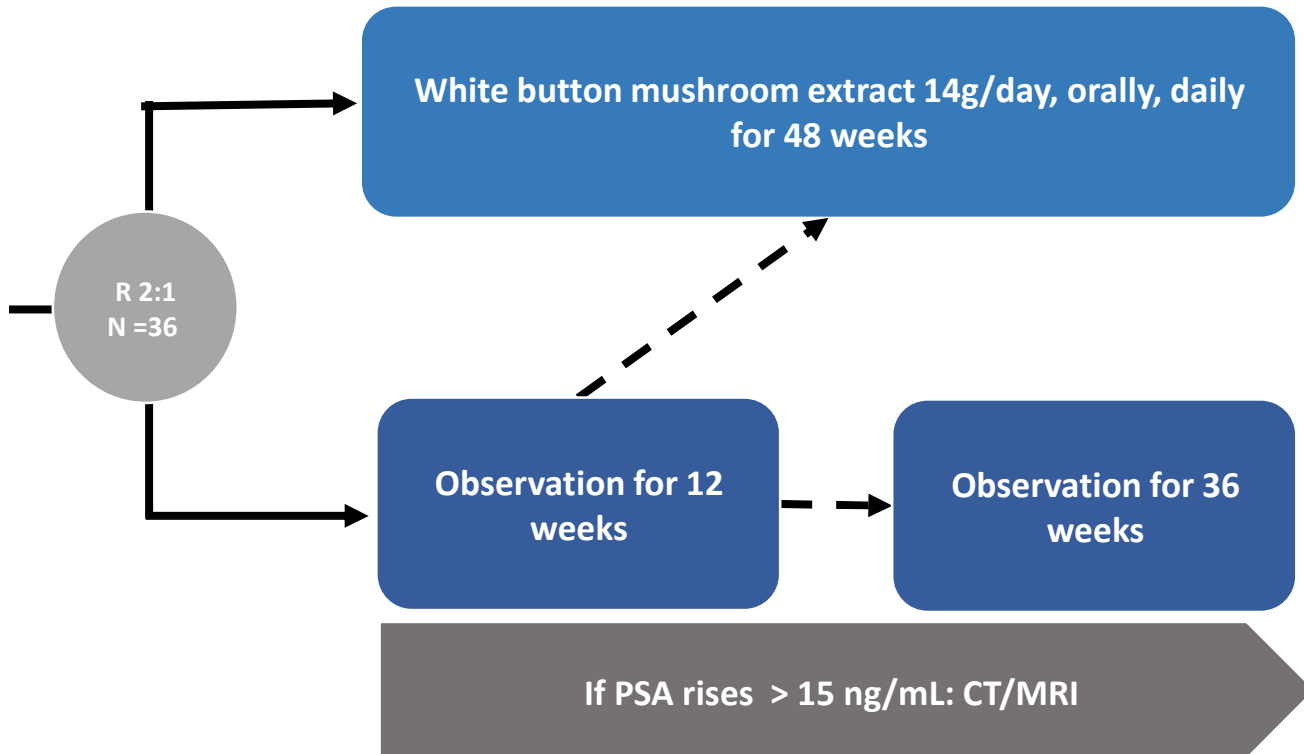 White button mushroom extract 14g/day, orally, daily
for 48 weeks
R 2:1
N =36
Observation for 12
weeks
Observation for 36
weeks
If PSA rises  > 15 ng/mL: CT/MRI